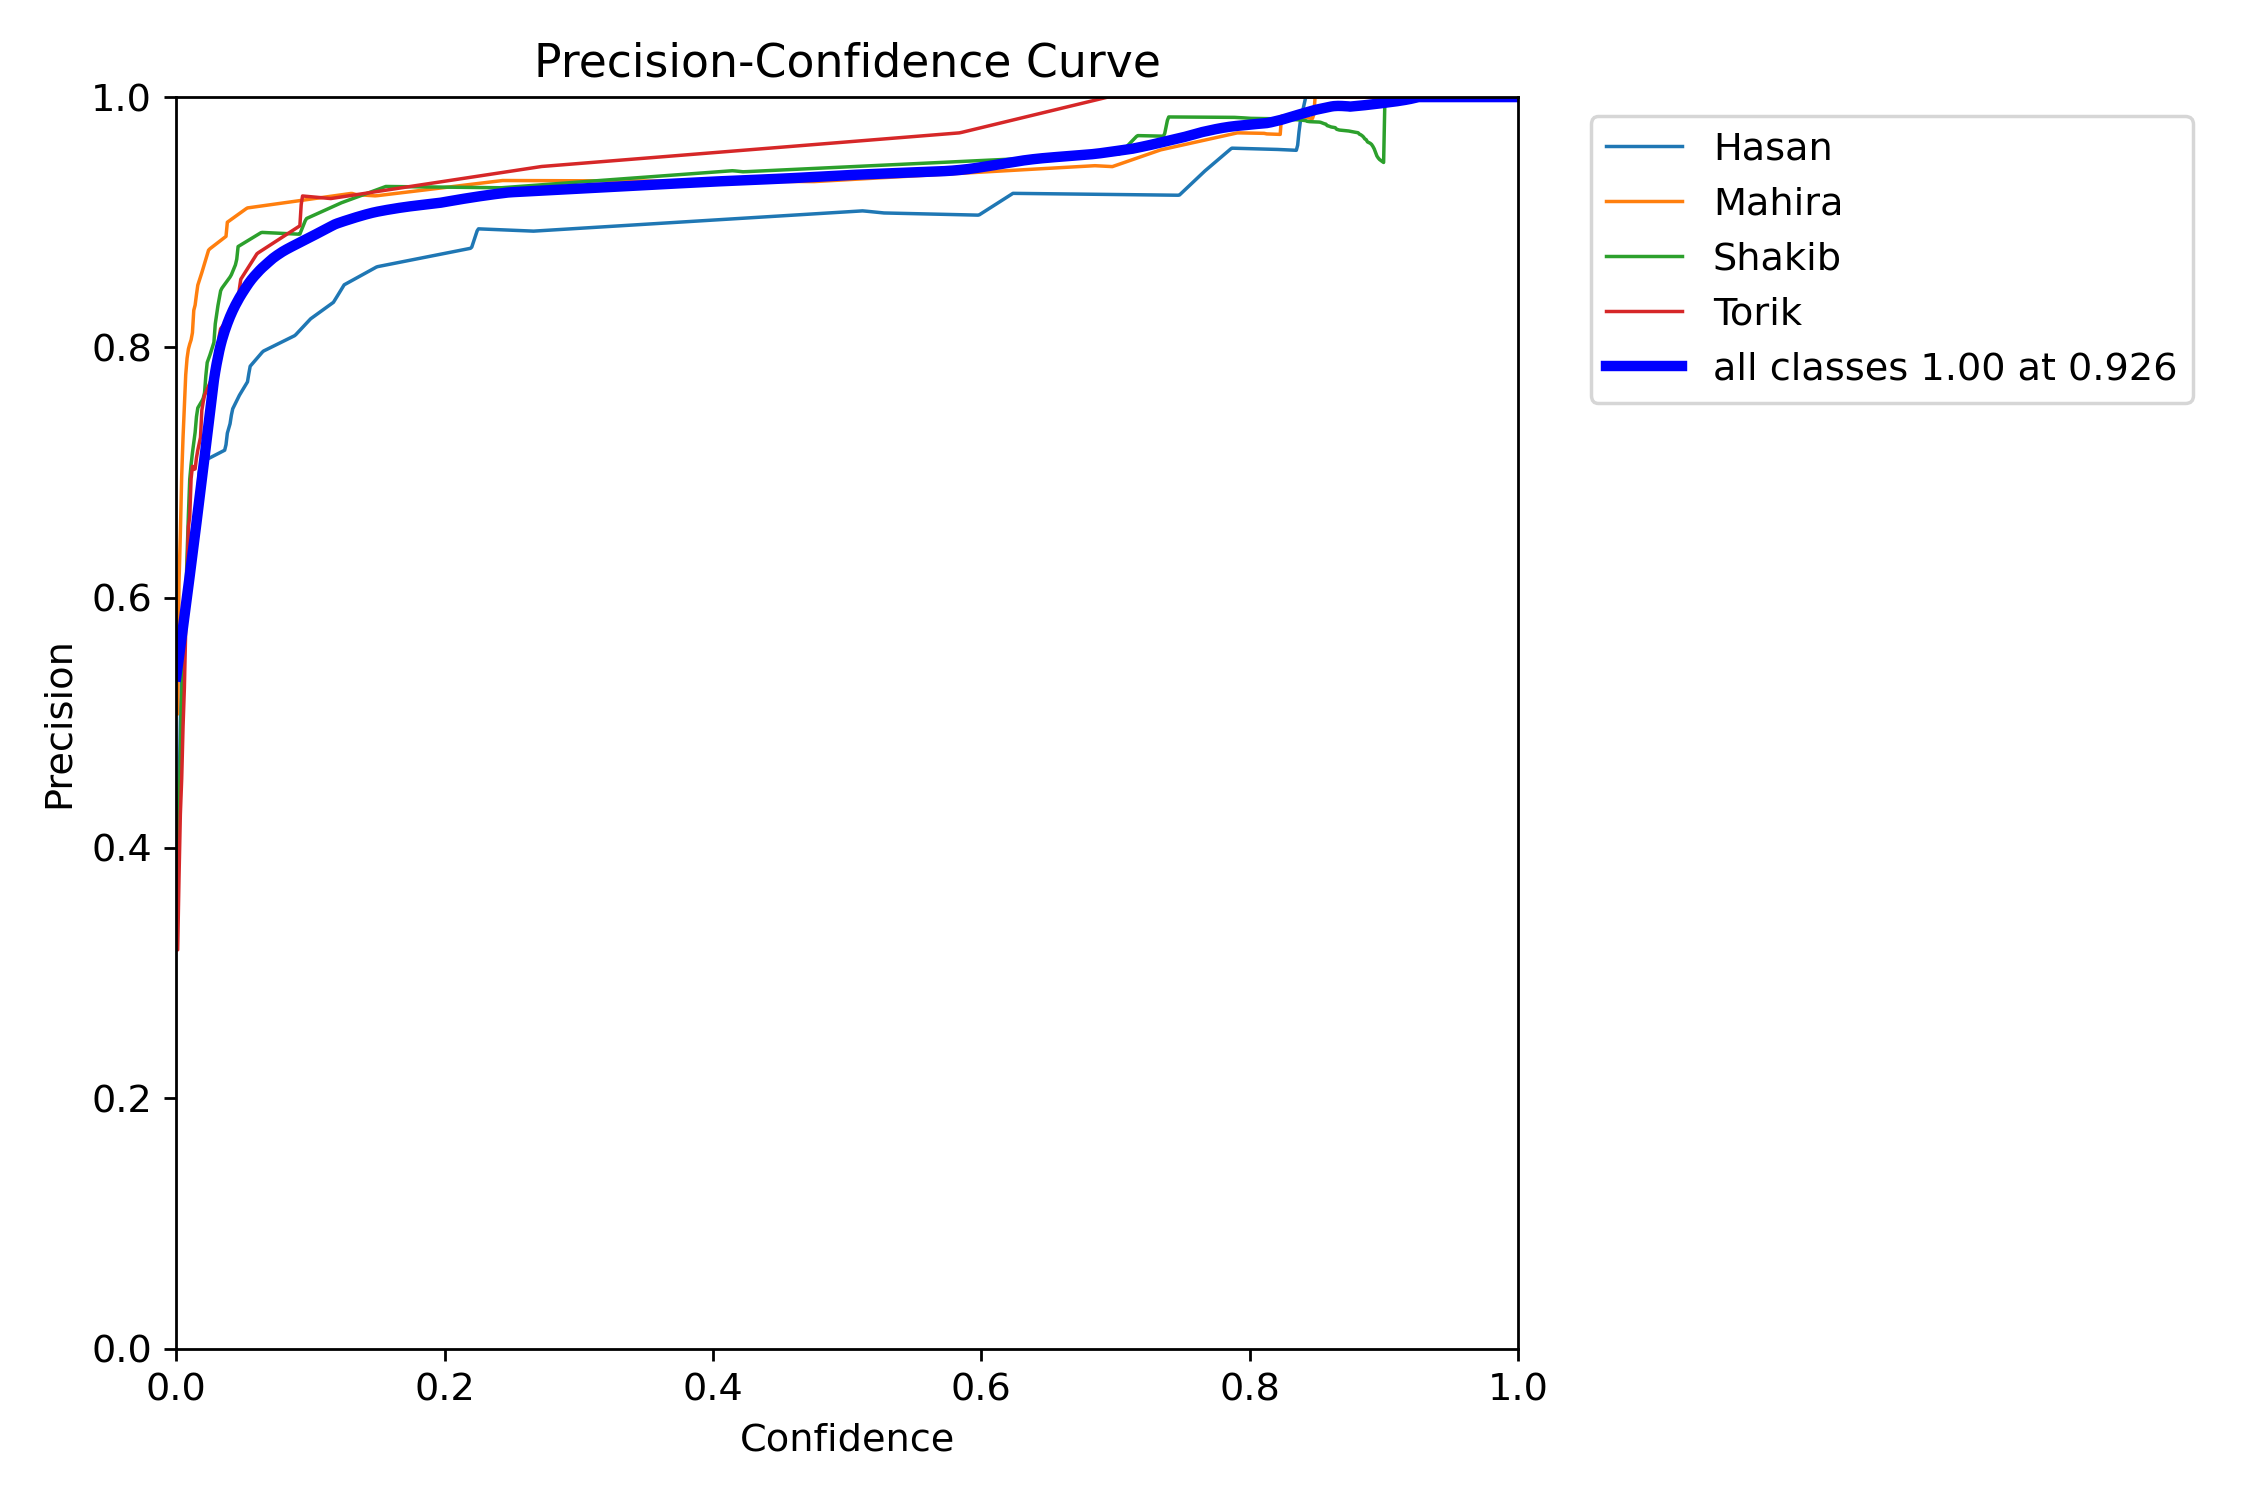 Precision-Confidence Curve
1.0
0.8
0.6
0.4
0.2
0.0
Precision
0.0 0.2 0.4 0.6 0.8 1.0
Confidence
Hasan
Mahira
Shakib
Torik
all classes 1.00 at 0.926